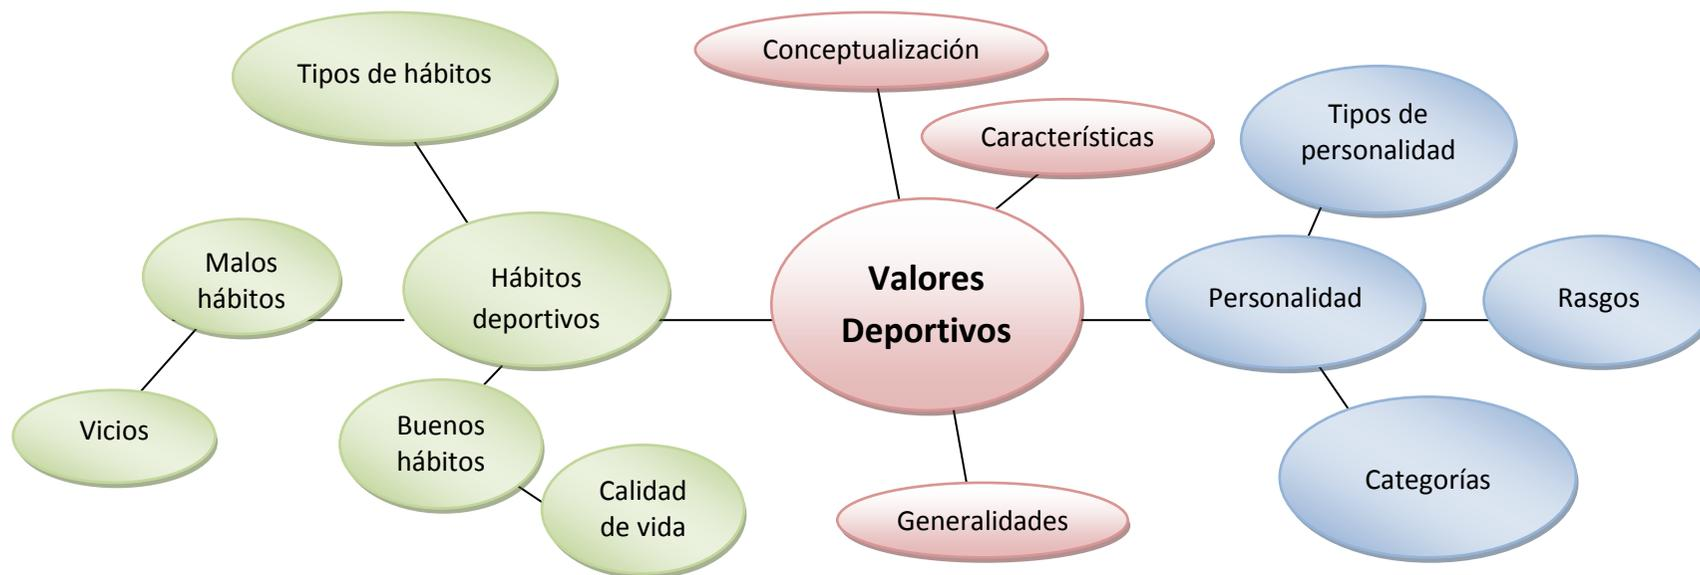 Conceptualización
Tipos de hábitos
Características
Tipos de
personalidad
Malos
hábitos
Hábitos
deportivos
Valores
Deportivos
Personalidad
Rasgos
Vicios
Buenos
hábitos
Calidad
de vida
Generalidades
Categorías